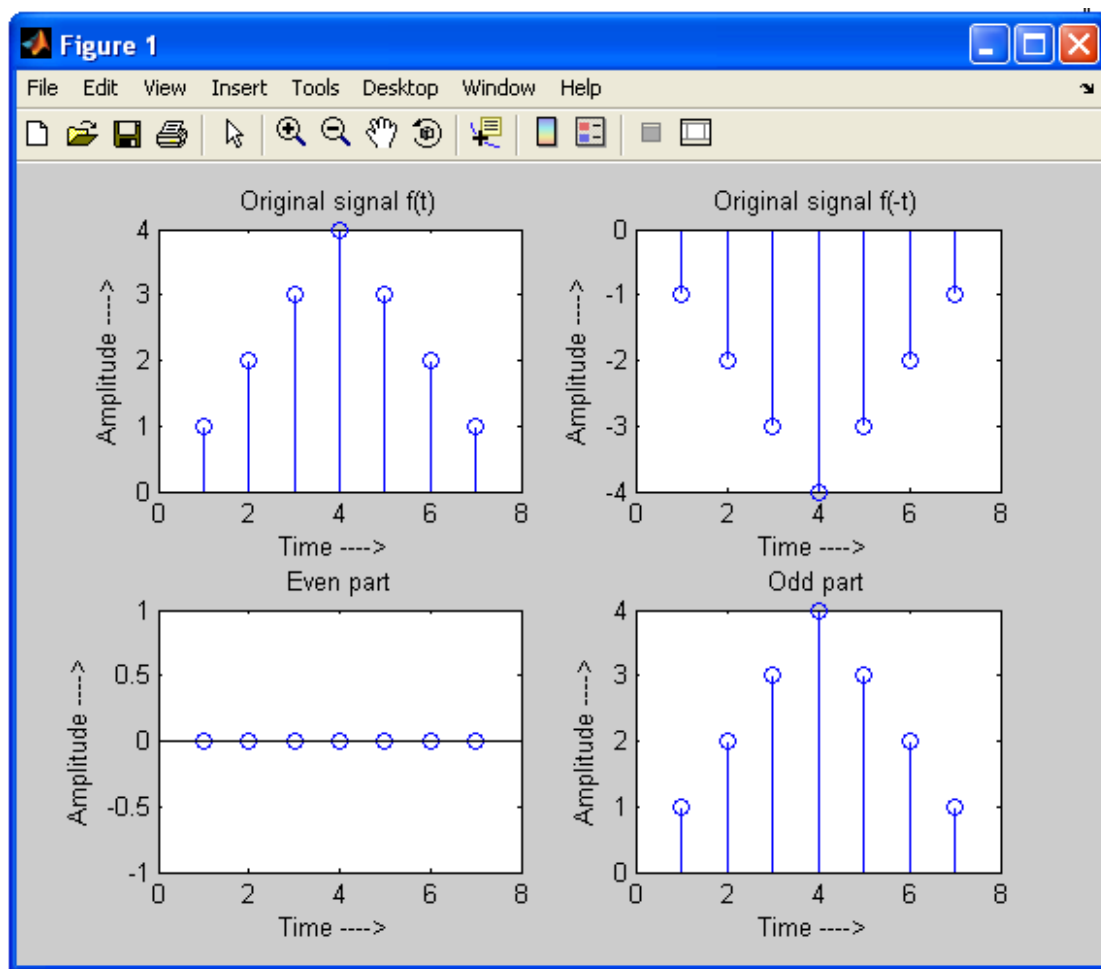 Figure 1
File Edit View Insert Tools Desktop Window Help
Original signal f(t)
Amplitude ---->
4
3
2
1
0
0 2 4 6 8
Time ---->
Original signal f(-t)
Amplitude ---->
0
-1
-2
-3
-4
0 2 4 6 8
Time ---->
Even part
Amplitude ---->
1
0.5
0
-0.5
-1
0 2 4 6 8
Time ---->
Odd part
Amplitude ---->
4
3
2
1
0
0 2 4 6 8
Time ---->